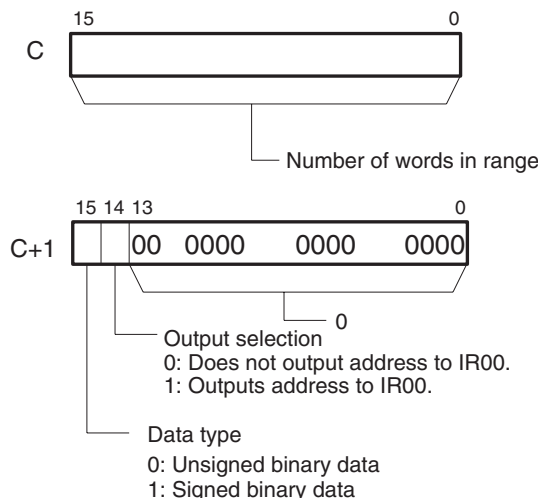 15 0
C
Number of words in range
15 14 13 0
C+1 00 0000 0000 0000
0
Output selection
0: Does not output address to IR00.
1: Outputs address to IR00.
Data type
0: Unsigned binary data
1: Signed binary data